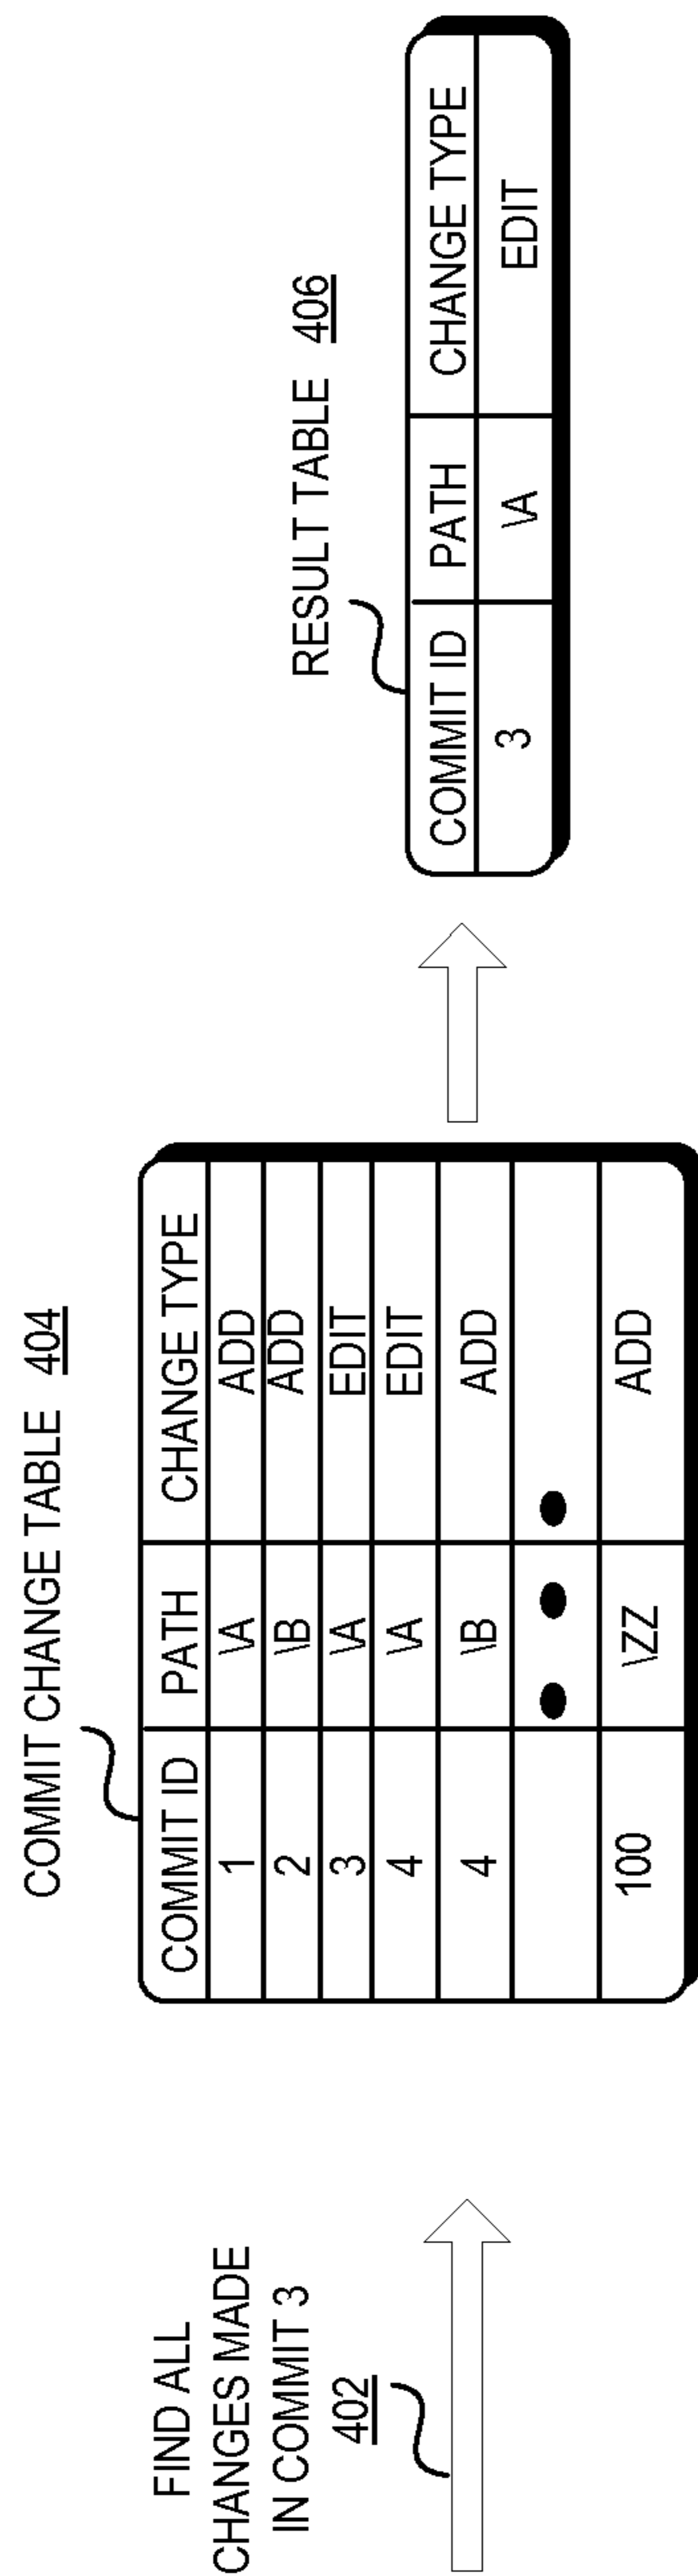 FIND ALL
CHANGES MADE
IN COMMIT 3
402
COMMIT CHANGE TABLE 404
COMMIT ID PATH CHANGE TYPE
1 \A ADD
2 \B ADD
3 \A EDIT
4 \A EDIT
4 \B ADD
100 \ZZ ADD
RESULT TABLE 406
COMMIT ID PATH CHANGE TYPE
3 \A EDIT